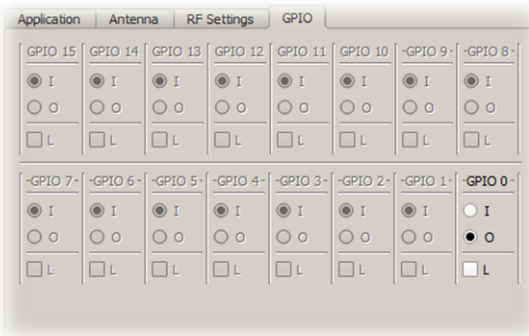 Application Antenna RF Settings GPIO
GPIO 15 GPIO 14 GPIO 13 GPIO 12 GPIO 11 GPIO 10 GPIO 9 GPIO 8
I I I I I I I I
O O O O O O O O
L L L L L L L L
GPIO 7 GPIO 6 GPIO 5 GPIO 4 GPIO 3 GPIO 2 GPIO 1 GPIO 0
I I I I I I I I
O O O O O O O O
L L L L L L L L